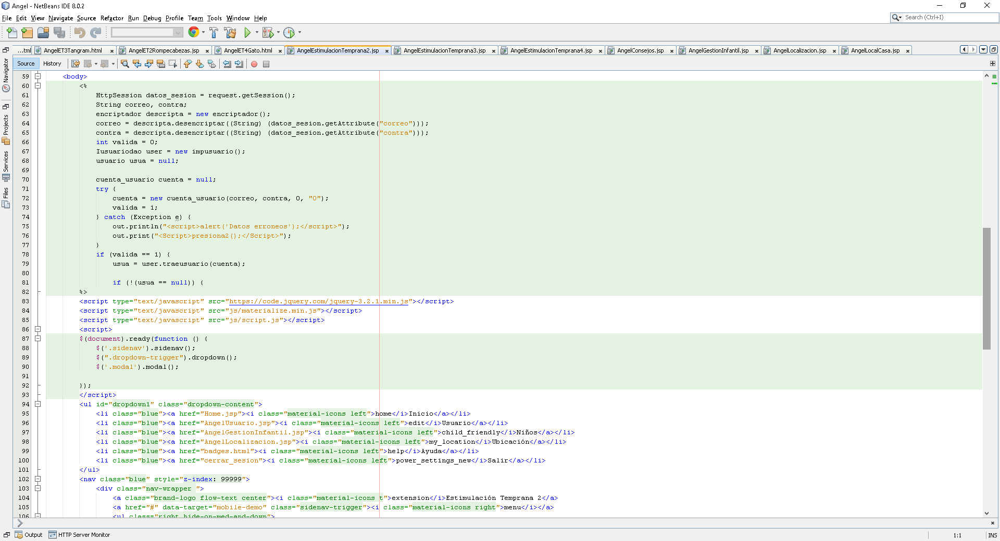 Angel - NetBeans IDE 8.0.2
File Edit View Navigate Source Refactor Run Debug Profile Team Tools Window Help
Search (Ctrl+I)
...tml AngelET3Tangram.html AngelET2Rompecabezas.jsp AngelET4Gato.html AngelEstimulacionTemprana2.jsp AngelEstimulacionTemprana3.jsp AngelEstimulacionTemprana4.jsp AngelConsejos.jsp AngelGestionInfantil.jsp AngelLocalizacion.jsp AngelLocalCasa.jsp
Source History
Navigator
Projects
Services
Files
59 <body>
60 <%
61 HttpSession datos_sesion = request.getSession();
62 String correo, contra;
63 encriptador descripta = new encriptador();
64 correo = descripta.desencriptar((String) (datos_sesion.getAttribute("correo")));
65 contra = descripta.desencriptar((String) (datos_sesion.getAttribute("contra")));
66 int valida = 0;
67 Iusuariodao user = new impusuario();
68 usuario usua = null;
69
70 cuenta_usuario cuenta = null;
71 try {
72 cuenta = new cuenta_usuario(correo, contra, 0, "0");
73 valida = 1;
74 } catch (Exception e) {
75 out.println("<script>alert('Datos erroneos');</script>");
76 out.print("<Script>presiona2();</Script>");
77 }
78 if (valida == 1) {
79 usua = user.traeusuario(cuenta);
80
81 if (!(usua == null)) {
82 %>
83 <script type="text/javascript" src="https://code.jquery.com/jquery-3.2.1.min.js"></script>
84 <script type="text/javascript" src="js/materialize.min.js"></script>
85 <script type="text/javascript" src="js/script.js"></script>
86 <script>
87 $(document).ready(function () {
88 $('.sidenav').sidenav();
89 $(".dropdown-trigger").dropdown();
90 $('.modal').modal();
91
92 });
93 </script>
94 <ul id="dropdown1" class="dropdown-content">
95 <li class="blue"><a href="Home.jsp"><i class="material-icons left">home</i>Inicio</a></li>
96 <li class="blue"><a href="AngelUsuario.jsp"><i class="material-icons left">edit</i>Usuario</a></li>
97 <li class="blue"><a href="AngelGestionInfantil.jsp"><i class="material-icons left">child_friendly</i>Niños</a></li>
98 <li class="blue"><a href="AngelLocalizacion.jsp"><i class="material-icons left">my_location</i>Ubicación</a></li>
99 <li class="blue"><a href="badges.html"><i class="material-icons left">help</i>Ayuda</a></li>
100 <li class="blue"><a href="cerrar_sesion"><i class="material-icons left">power_settings_new</i>Salir</a></li>
101 </ul>
102 <nav class="blue" style="z-index: 99999">
103 <div class="nav-wrapper ">
104 <a class="brand-logo flow-text center"><i class="material-icons t">extension</i>Estimulación Temprana 2</a>
105 <a href="#" data-target="mobile-demo" class="sidenav-trigger"><i class="material-icons right">menu</i></a>
106 <ul class="right hide-on-med-and-down">
Output HTTP Server Monitor
1:1 INS